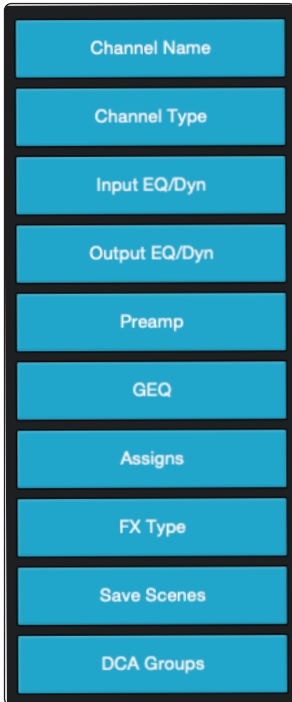 Channel Name
Channel Type
Input EQ/Dyn
Output EQ/Dyn
Preamp
GEQ
Assigns
FX Type
Save Scenes
DCA Groups